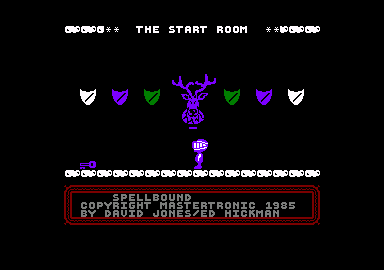 ** THE START ROOM **
SPELLBOUND
COPYRIGHT MASTERTRONIC 1985
BY DAVID JONES/ED HICKMAN